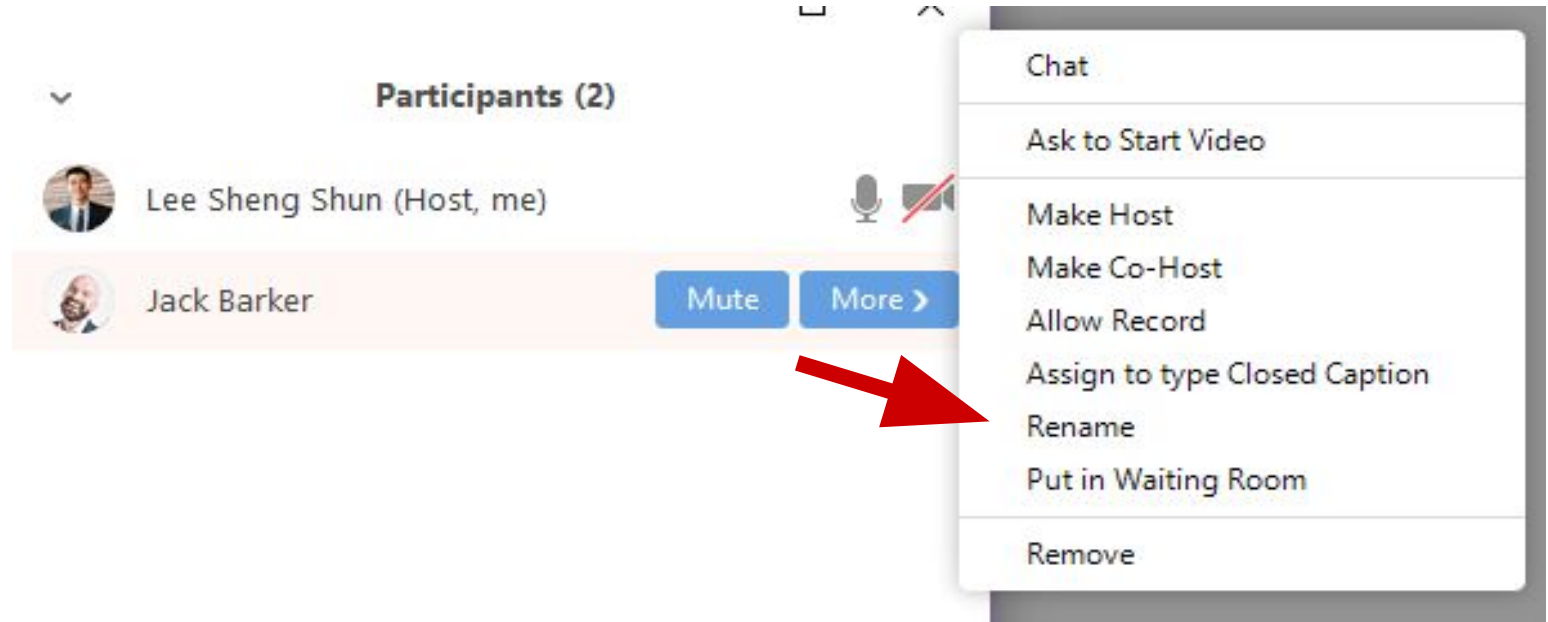 Participants (2)
Lee Sheng Shun (Host, me)
Jack Barker
Mute
More
Chat
Ask to Start Video
Make Host
Make Co-Host
Allow Record
Assign to type Closed Caption
Rename
Put in Waiting Room
Remove